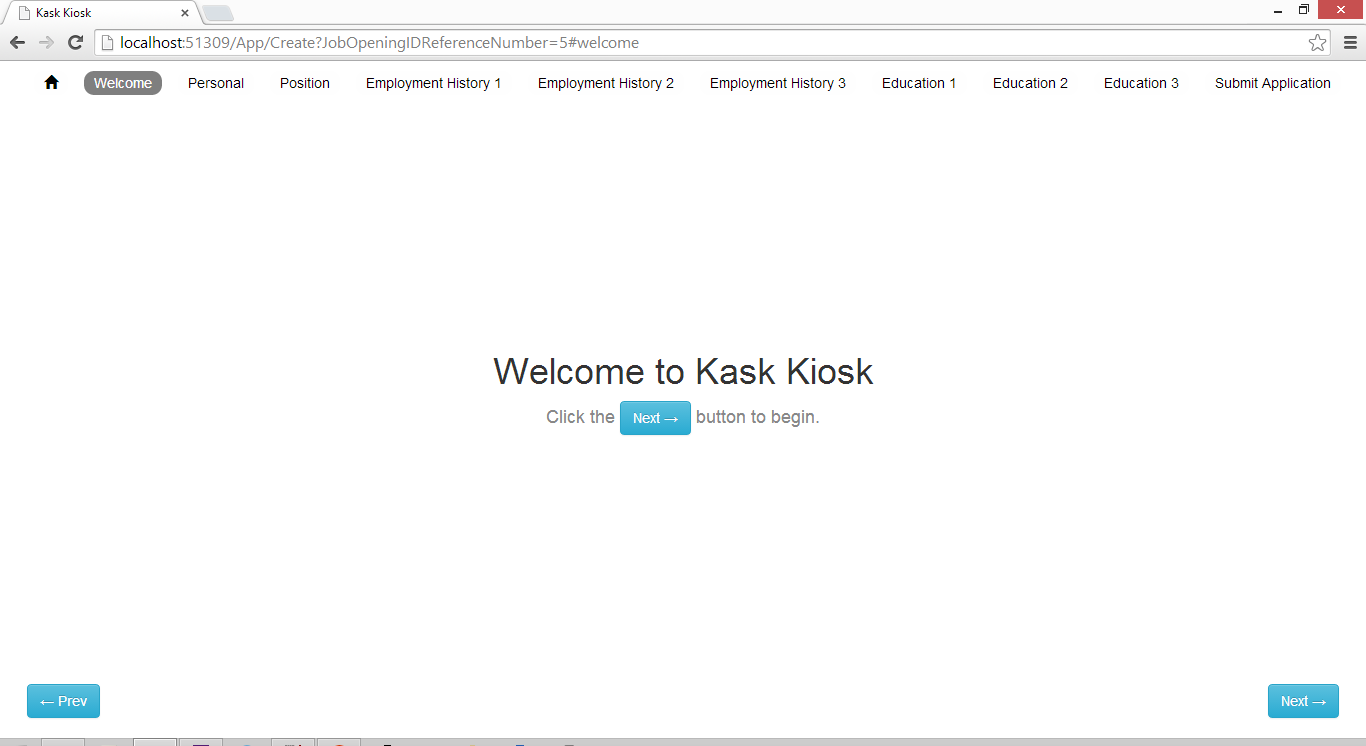 Kask Kiosk
localhost:51309/App/Create?JobOpeningIDReferenceNumber=5#welcome
Welcome Personal Position Employment History 1 Employment History 2 Employment History 3 Education 1 Education 2 Education 3 Submit Application
Welcome to Kask Kiosk
Click the Next → button to begin.
← Prev Next →